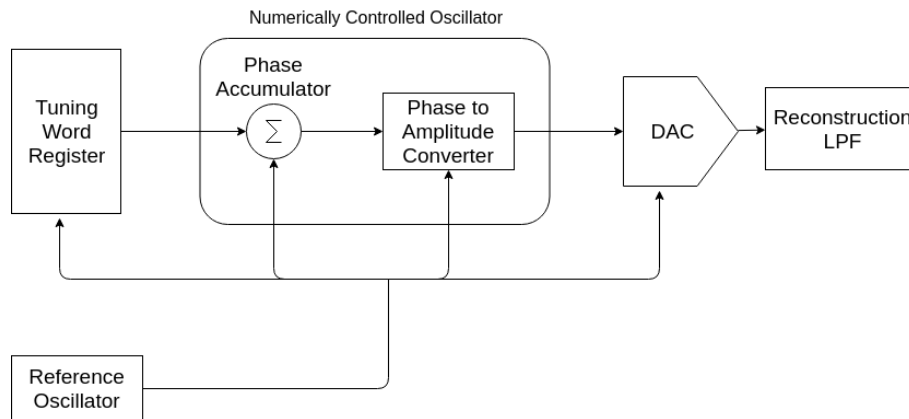 Numerically Controlled Oscillator
Tuning
Word
Register
Phase
Accumulator
∑
Phase to
Amplitude
Converter
DAC
Reconstruction
LPF
Reference
Oscillator